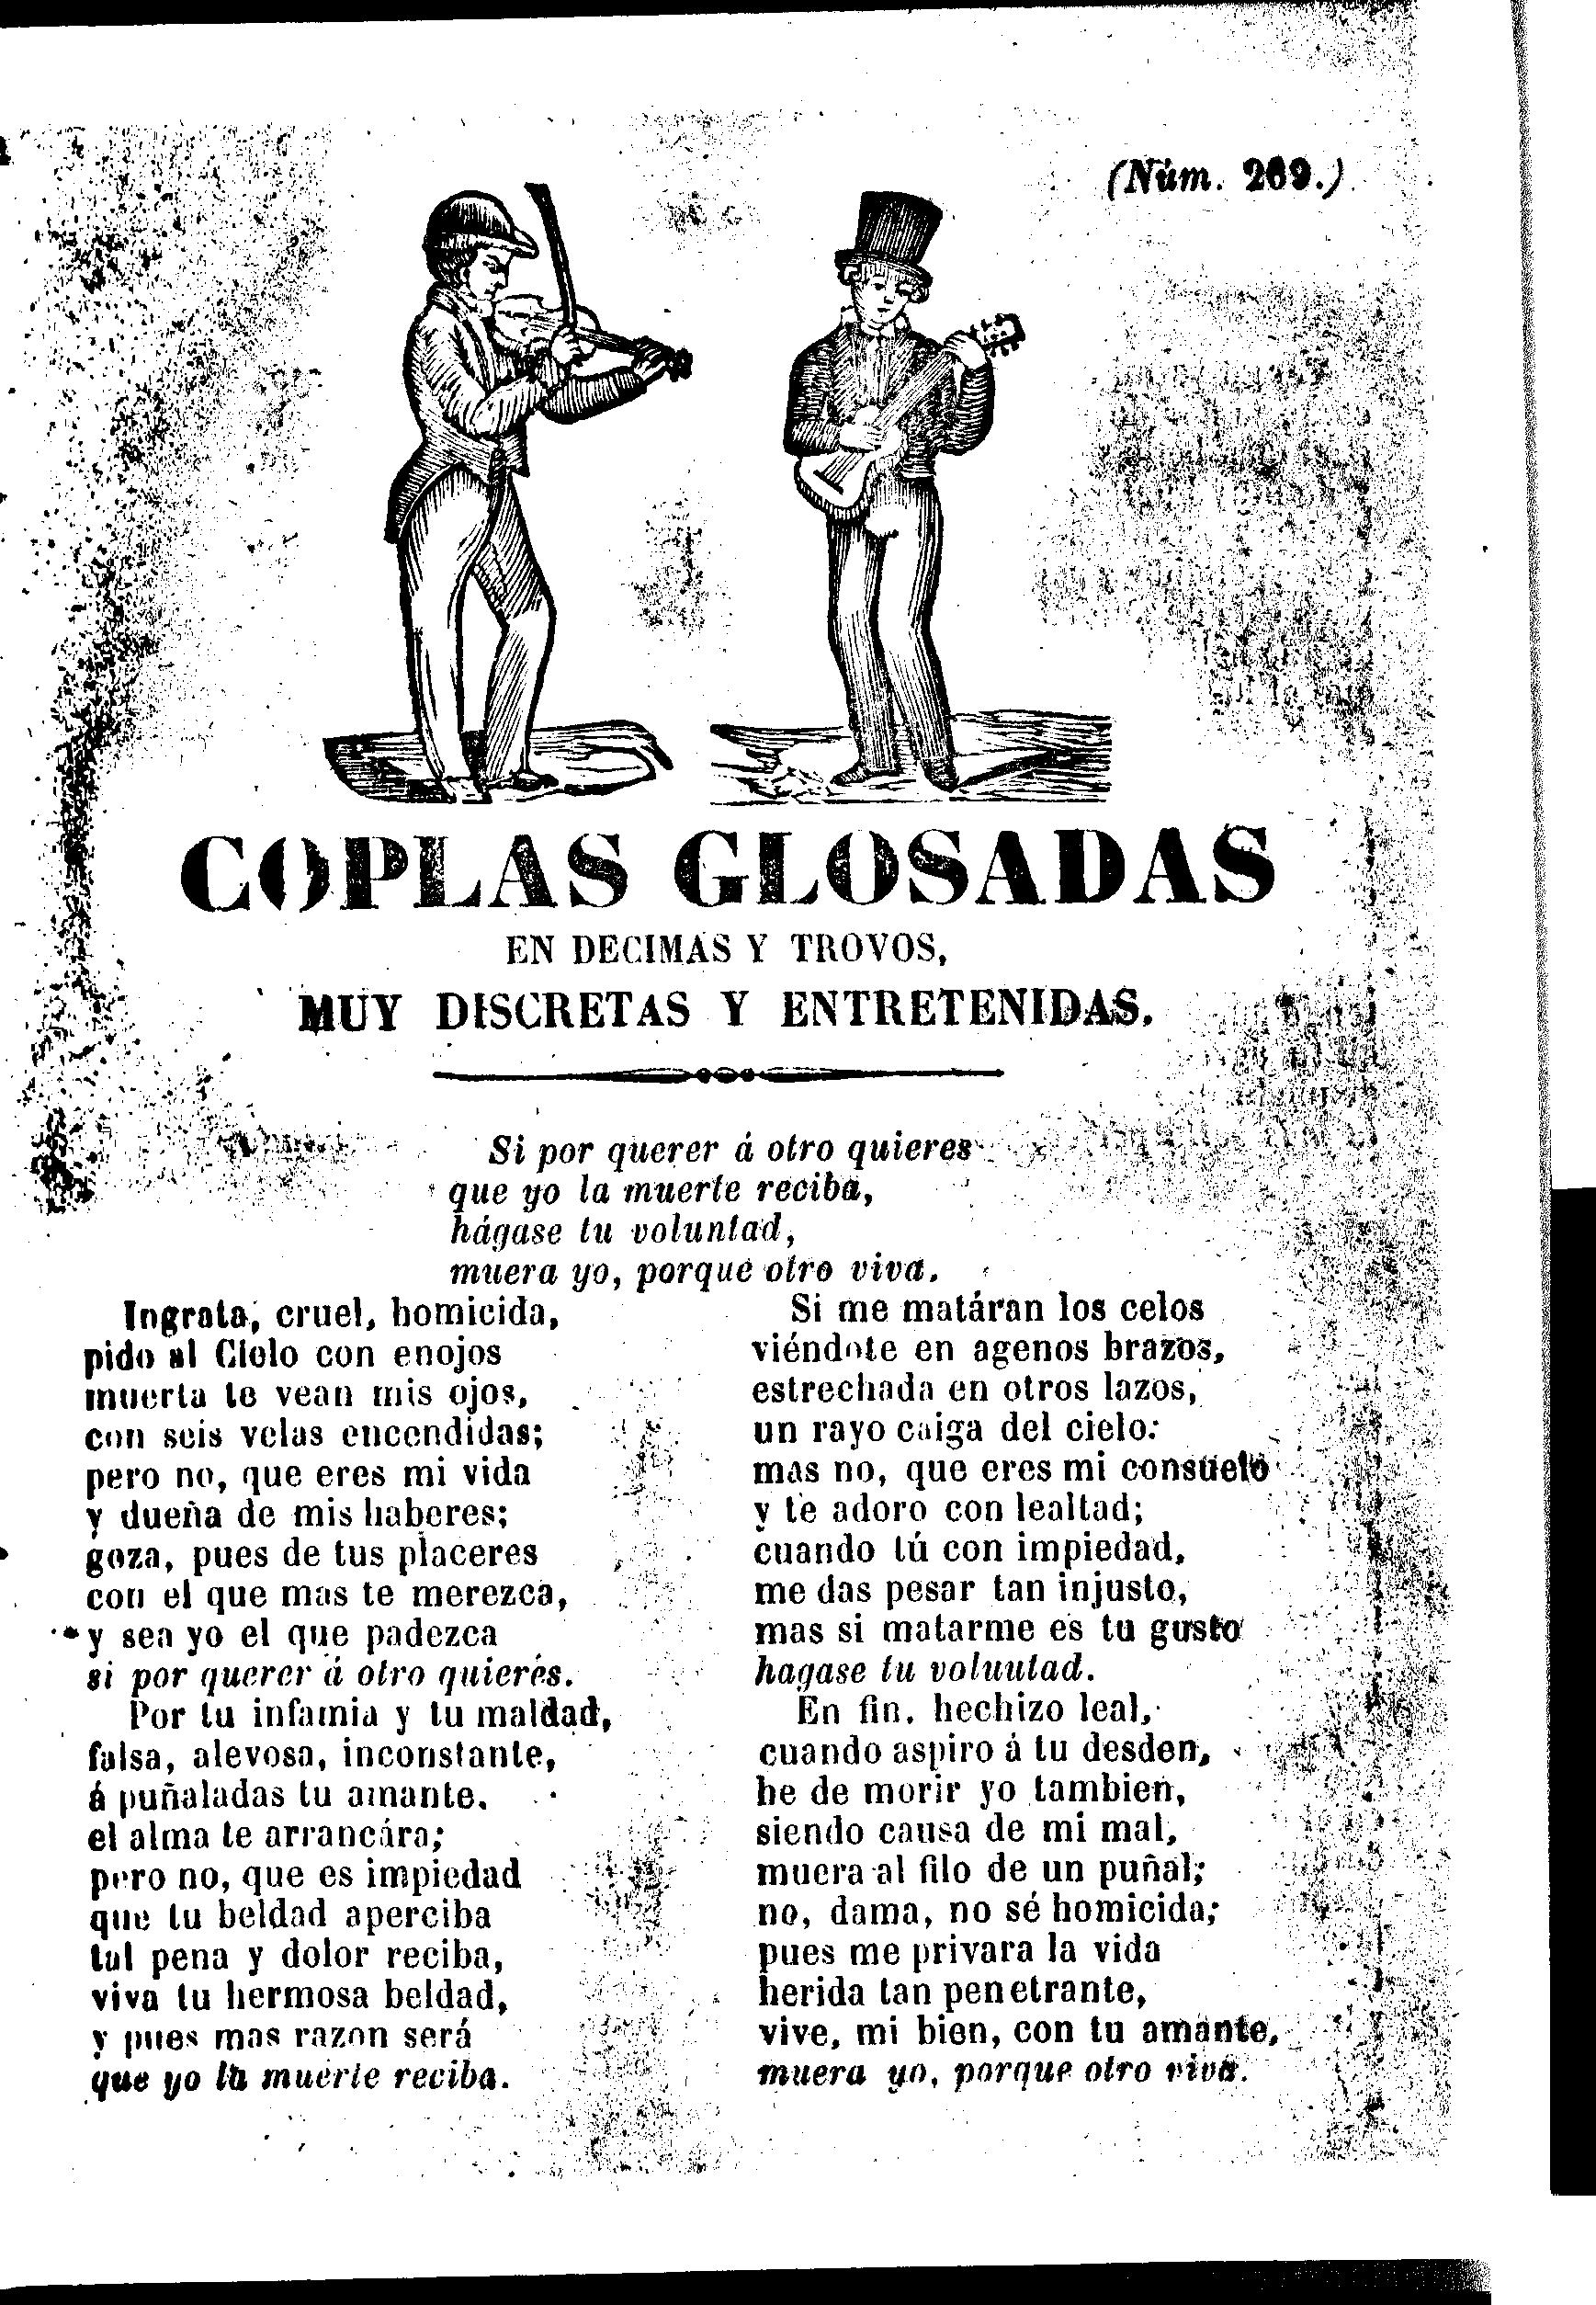 (Núm. 269.)
COPLAS GLOSADAS
EN DECIMAS Y TROVOS,
MUY DISCRETAS Y ENTRETENIDAS.
Si por querer á otro quieres
que yo la muerte reciba,
hágase tu voluntad,
muera yo, porque otro viva.
Ingrata, cruel, homicida,
pido al Cielo con enojos
muerta te vean mis ojos,
con seis velas encendidas;
pero no, que eres mi vida
y dueña de mis haberes;
goza, pues de tus placeres
con el que mas te merezca,
y sea yo el que padezca
si por querer á otro quieres.
Por tu infamia y tu maldad,
falsa, alevosa, inconstante,
á puñaladas tu amante.
el alma te arrancára;
pero no, que es impiedad
que tu beldad aperciba
tal pena y dolor reciba,
viva tu hermosa beldad,
y pues mas razon será
que yo la muerte reciba.
Si me matáran los celos
viéndote en agenos brazos,
estrechada en otros lazos,
un rayo caiga del cielo:
mas no, que eres mi consuelo
y te adoro con lealtad;
cuando tú con impiedad,
me das pesar tan injusto,
mas si matarme es tu gusto
hagase tu voluutad.
En fin. hechizo leal,
cuando aspiro á tu desden,
he de morir yo tambien,
siendo causa de mi mal,
muera al filo de un puñal;
no, dama, no sé homicida;
pues me privara la vida
herida tan penetrante,
vive, mi bien, con tu amante,
muera yo, porque otro viva.